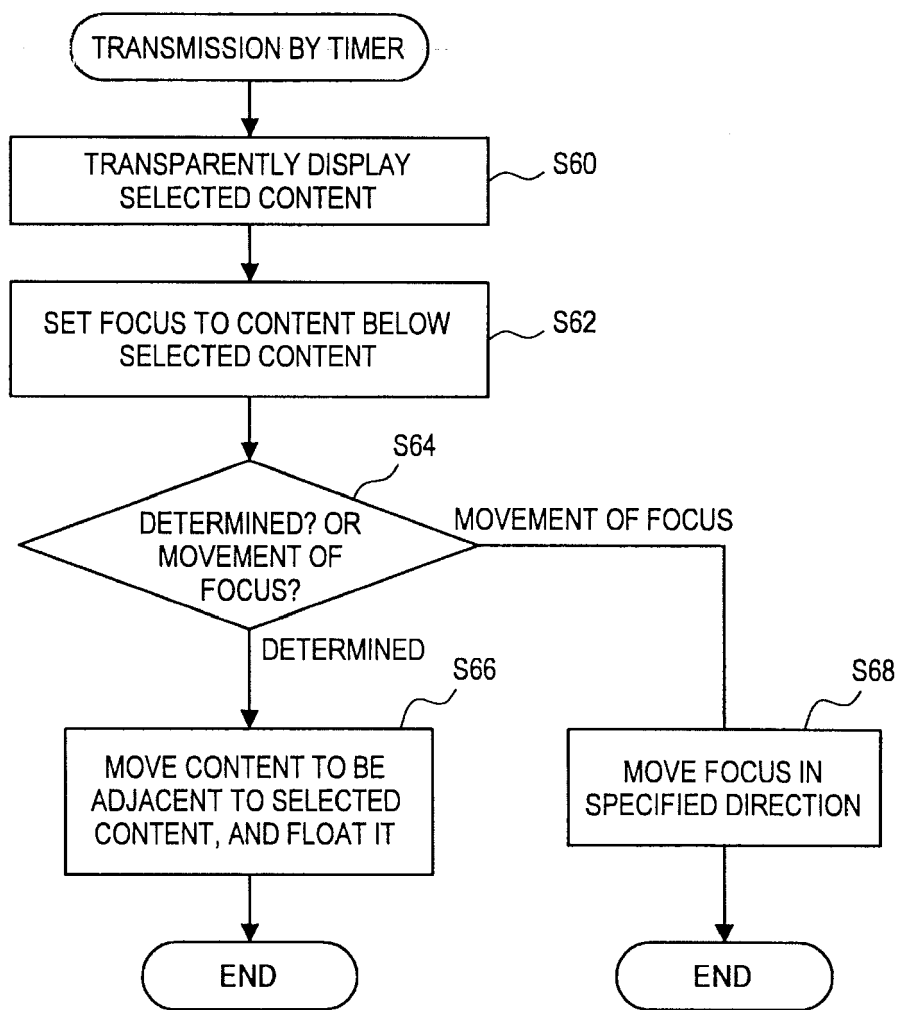 TRANSMISSION BY TIMER
TRANSPARENTLY DISPLAY
SELECTED CONTENT
S60
SET FOCUS TO CONTENT BELOW
SELECTED CONTENT
S62
S64
DETERMINED? OR
MOVEMENT OF
FOCUS?
MOVEMENT OF FOCUS
DETERMINED
S66
MOVE CONTENT TO BE
ADJACENT TO SELECTED
CONTENT, AND FLOAT IT
S68
MOVE FOCUS IN
SPECIFIED DIRECTION
END
END